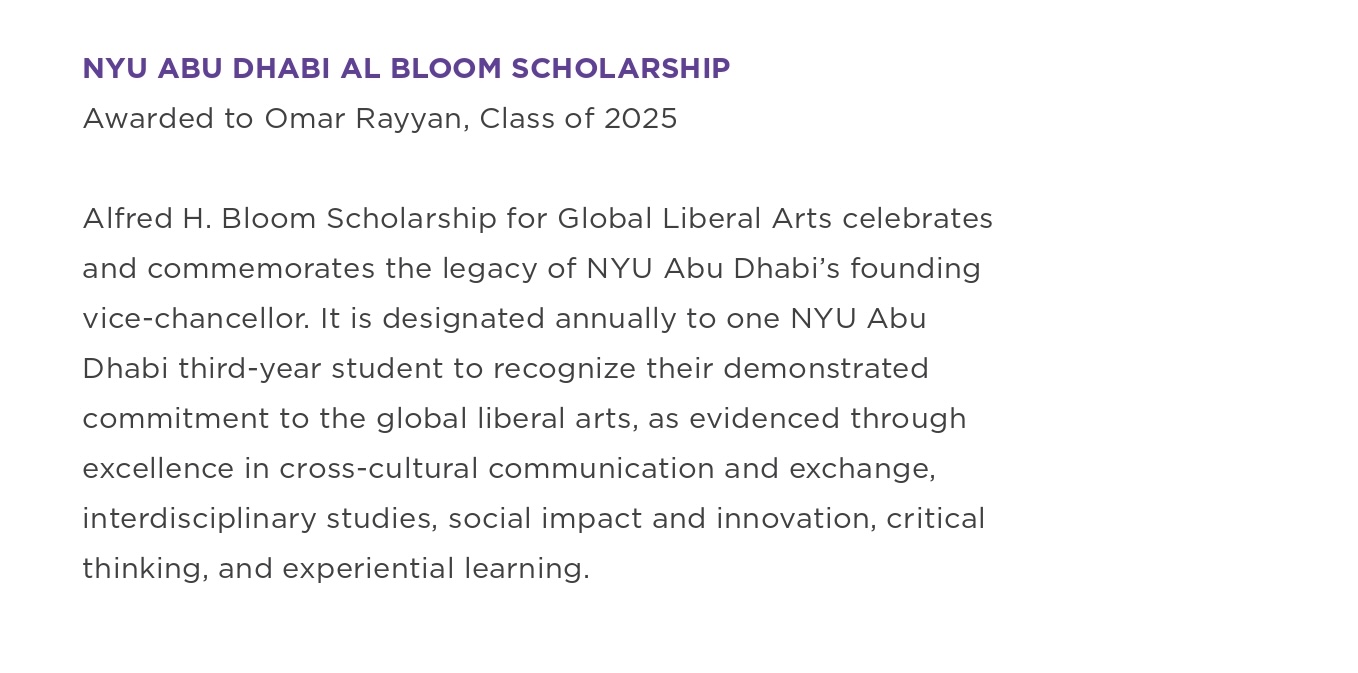 NYU ABU DHABI AL BLOOM SCHOLARSHIP
Awarded to Omar Rayyan, Class of 2025
Alfred H. Bloom Scholarship for Global Liberal Arts celebrates
and commemorates the legacy of NYU Abu Dhabi’s founding
vice-chancellor. It is designated annually to one NYU Abu
Dhabi third-year student to recognize their demonstrated
commitment to the global liberal arts, as evidenced through
excellence in cross-cultural communication and exchange,
interdisciplinary studies, social impact and innovation, critical
thinking, and experiential learning.